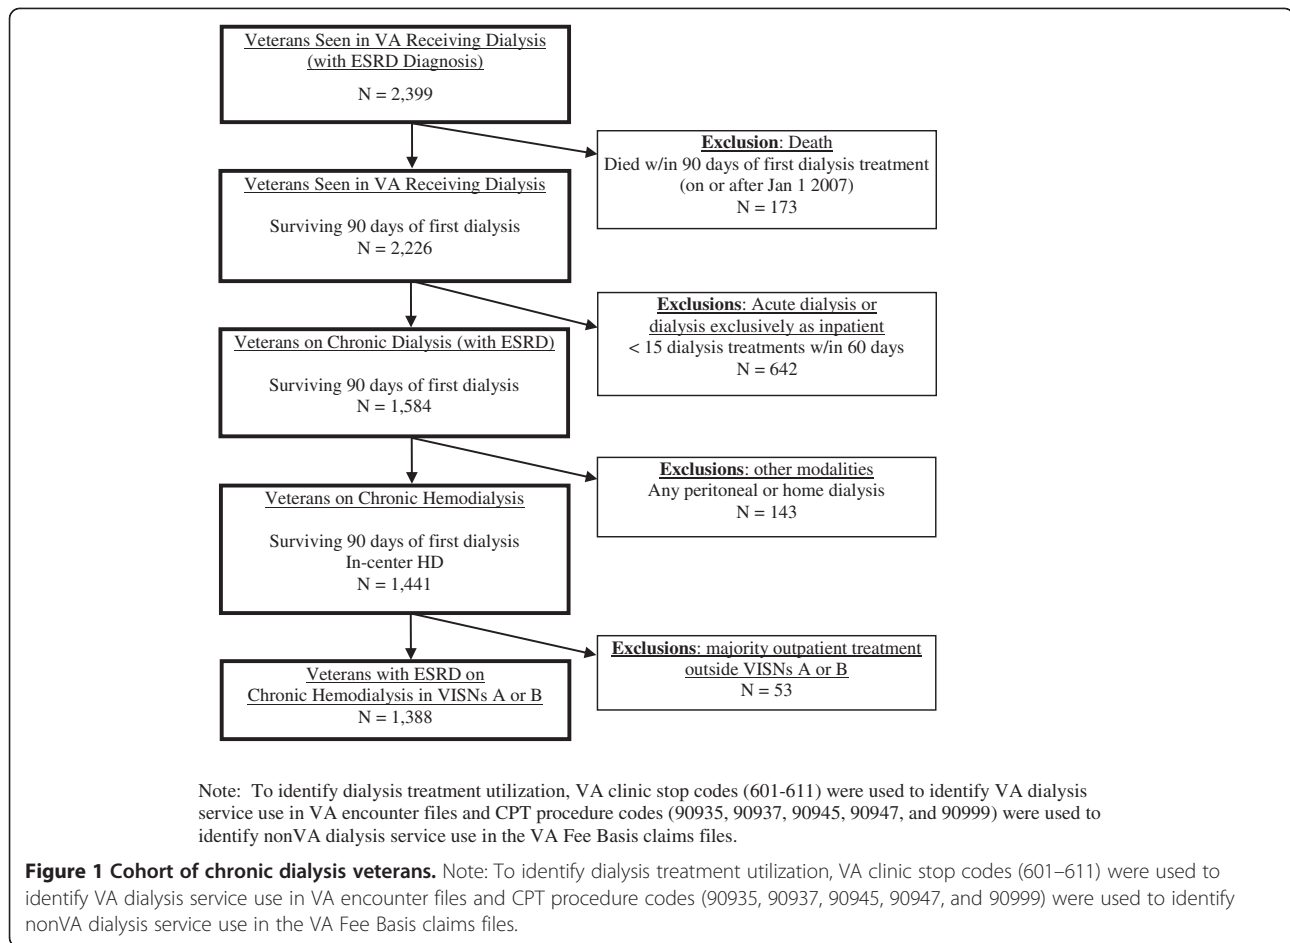 Veterans Seen in VA Receiving Dialysis
(with ESRD Diagnosis)
N = 2,399
Exclusion: Death
Died w/in 90 days of first dialysis treatment
(on or after Jan 1 2007)
N = 173
Veterans Seen in VA Receiving Dialysis
Surviving 90 days of first dialysis
N = 2,226
Exclusions: Acute dialysis or
dialysis exclusively as inpatient
< 15 dialysis treatments w/in 60 days
N = 642
Veterans on Chronic Dialysis (with ESRD)
Surviving 90 days of first dialysis
N = 1,584
Exclusions: other modalities
Any peritoneal or home dialysis
N = 143
Veterans on Chronic Hemodialysis
Surviving 90 days of first dialysis
In-center HD
N = 1,441
Exclusions: majority outpatient treatment
outside VISNs A or B
N = 53
Veterans with ESRD on
Chronic Hemodialysis in VISNs A or B
N = 1,388
Note: To identify dialysis treatment utilization, VA clinic stop codes (601-611) were used to identify VA dialysis
service use in VA encounter files and CPT procedure codes (90935, 90937, 90945, 90947, and 90999) were used to
identify nonVA dialysis service use in the VA Fee Basis claims files.
Figure 1 Cohort of chronic dialysis veterans. Note: To identify dialysis treatment utilization, VA clinic stop codes (601–611) were used to
identify VA dialysis service use in VA encounter files and CPT procedure codes (90935, 90937, 90945, 90947, and 90999) were used to identify
nonVA dialysis service use in the VA Fee Basis claims files.